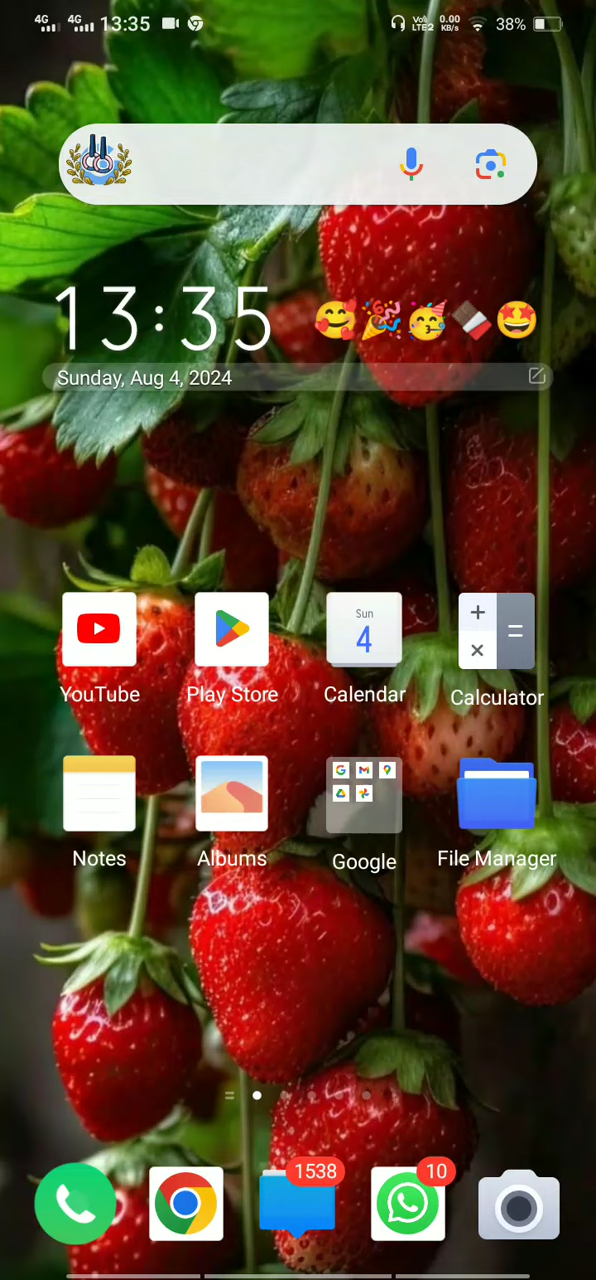 4G 4G 13:35 Vo) LTE2 0.00 KB/s 38%
13:35
Sunday, Aug 4, 2024
Sun
4
YouTube Play Store Calendar Calculator
Notes Albums Google File Manager
1538 10